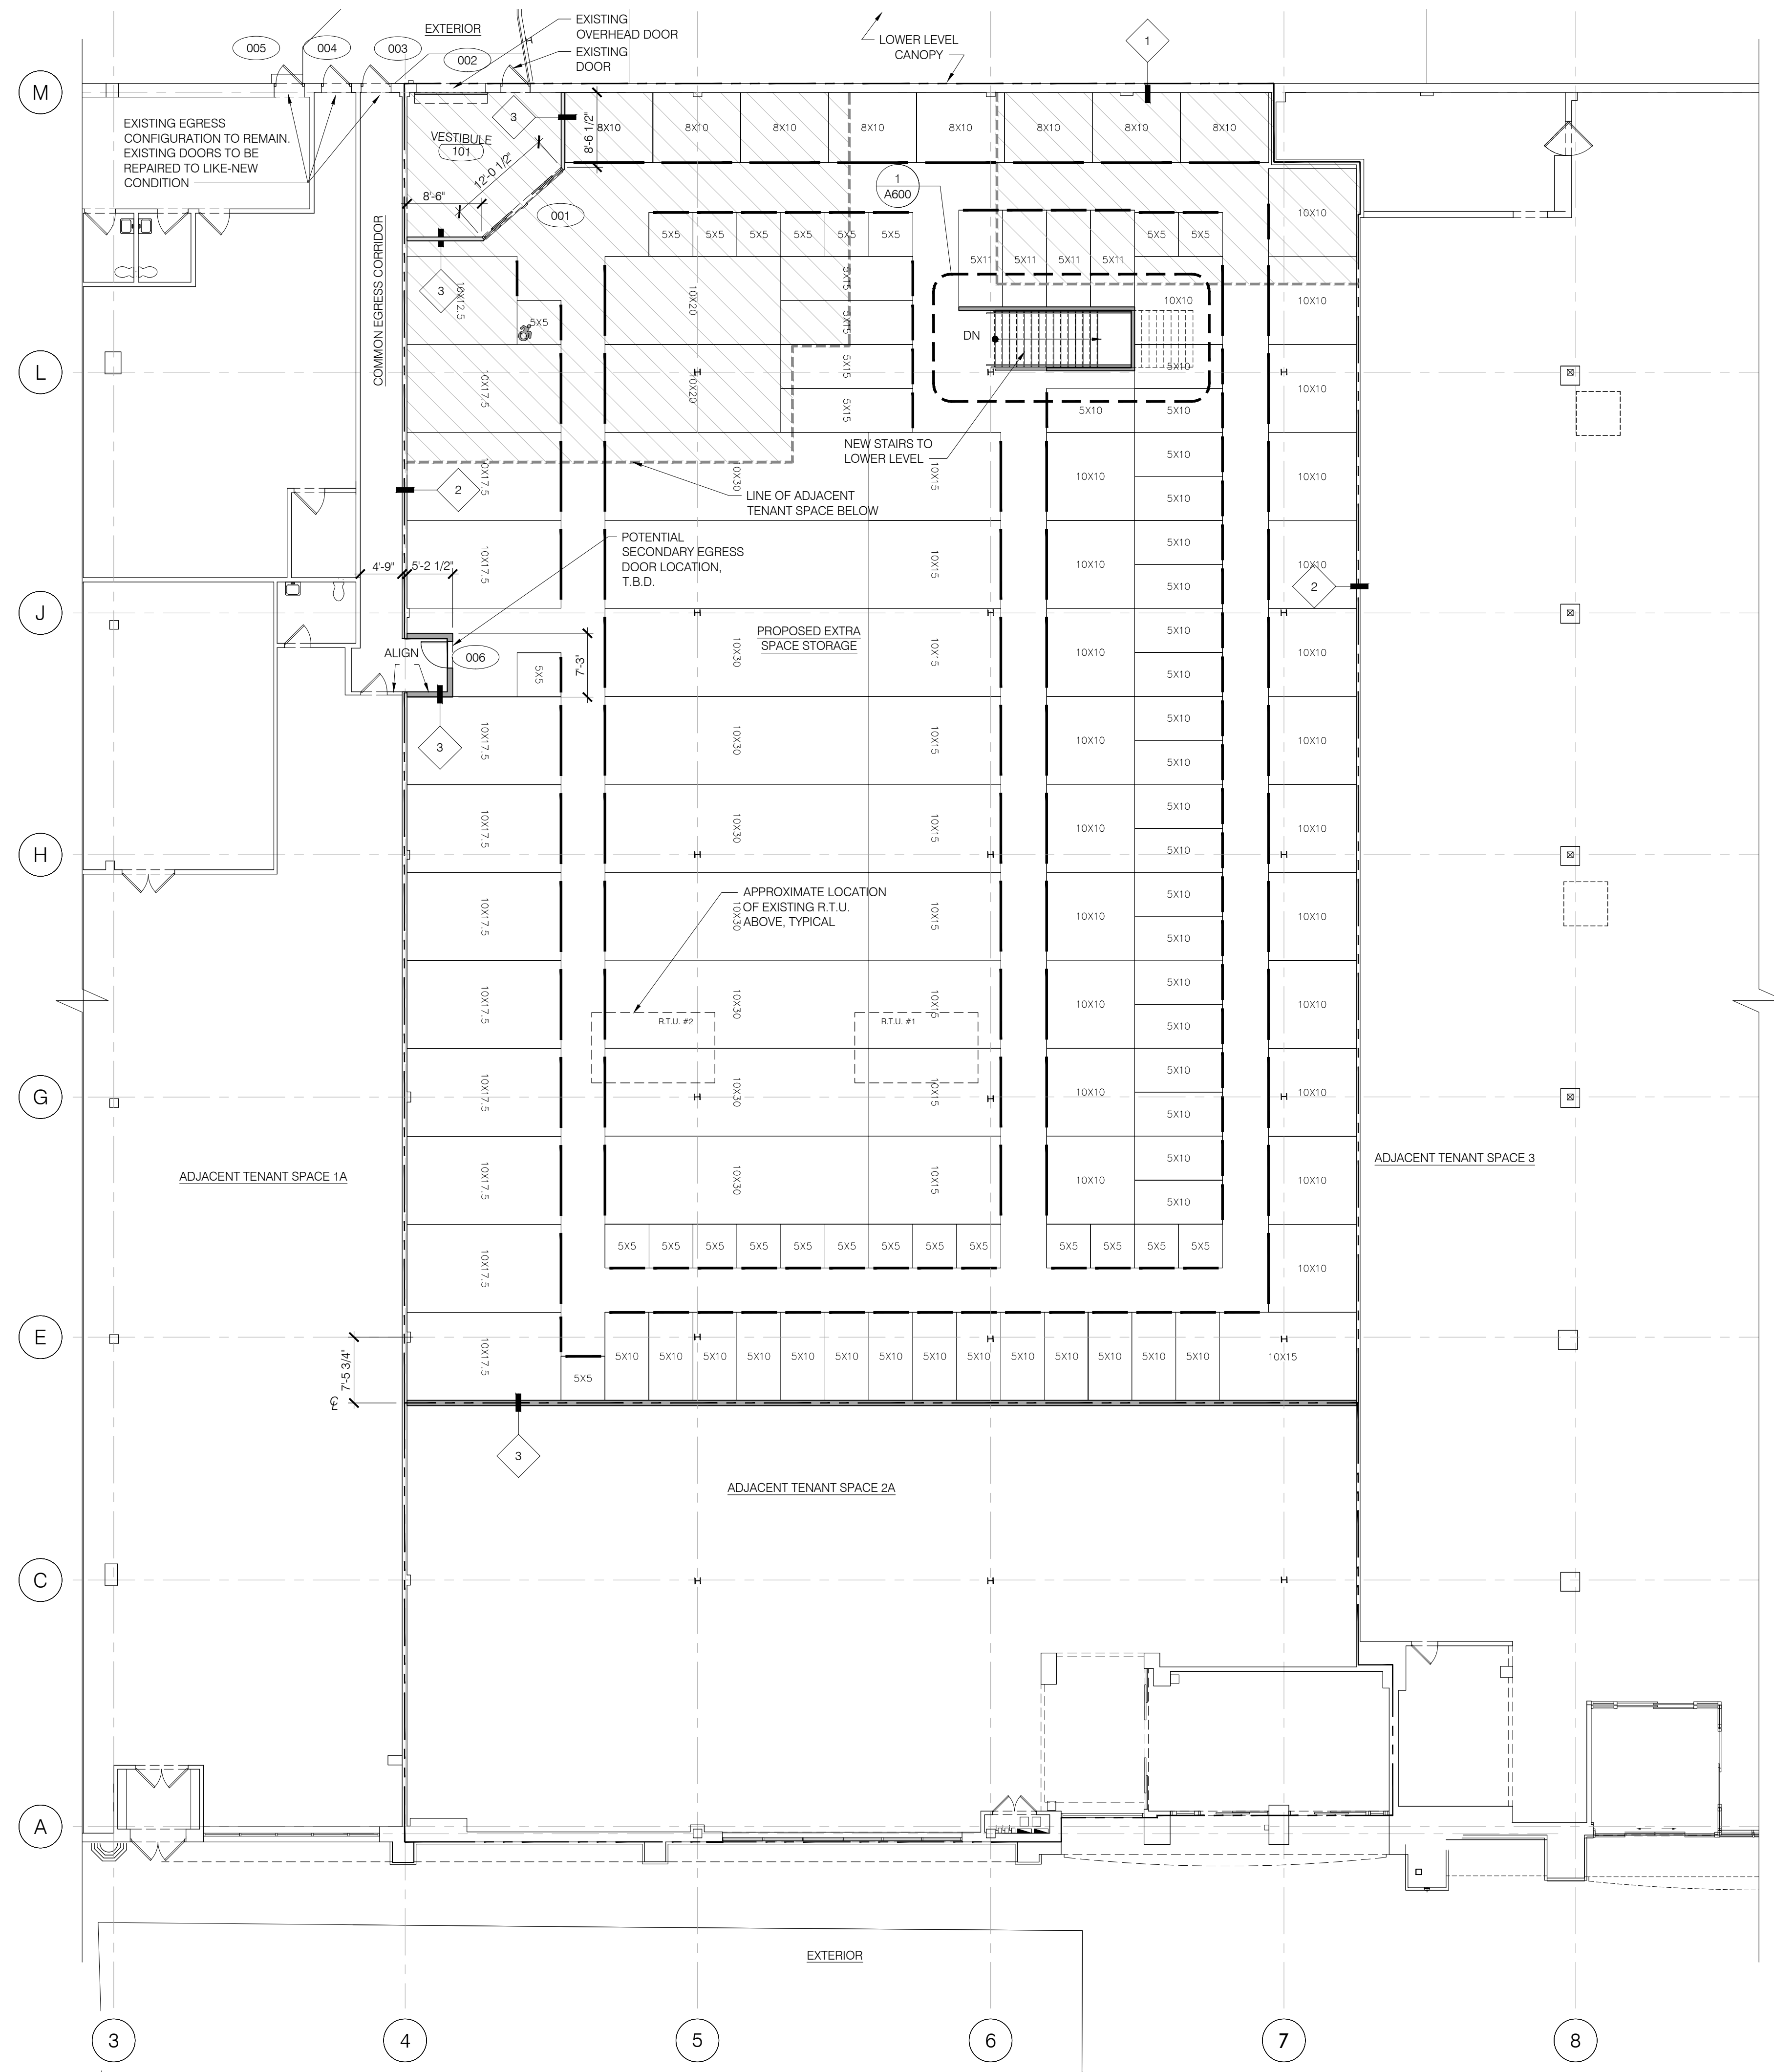 EXTERIOR
EXISTING
OVERHEAD DOOR
EXISTING
DOOR
LOWER LEVEL
CANOPY
1
005
004
003
002
M
EXISTING EGRESS
CONFIGURATION TO REMAIN.
EXISTING DOORS TO BE
REPAIRED TO LIKE-NEW
CONDITION
VESTIBULE
101
3
8'-6 1/2"
12'-0 1/2"
8'-6"
001
3
COMMON EGRESS CORRIDOR
8X10
8X10
8X10
8X10
8X10
8X10
8X10
8X10
1
A600
10X10
5X5
5X5
5X5
5X5
5X5
5X5
5X11
5X11
5X11
5X11
5X5
5X5
10X12.5
5X5
10X20
5X15
5X15
10X10
10X10
DN
L
10X17.5
10X20
5X15
5X15
5X10
5X10
5X10
10X10
NEW STAIRS TO
LOWER LEVEL
10X17.5
10X30
10X15
10X10
5X10
5X10
10X10
2
LINE OF ADJACENT
TENANT SPACE BELOW
POTENTIAL
SECONDARY EGRESS
DOOR LOCATION,
T.B.D.
4'-9"
5'-2 1/2"
10X17.5
10X15
10X10
5X10
5X10
10X10
2
J
ALIGN
006
5X5
7'-3"
3
PROPOSED EXTRA
SPACE STORAGE
10X30
10X15
10X10
5X10
5X10
10X10
10X17.5
10X30
10X15
10X10
5X10
5X10
10X10
H
10X17.5
10X30
10X15
10X10
5X10
5X10
10X10
APPROXIMATE LOCATION
OF EXISTING R.T.U.
ABOVE, TYPICAL
10X17.5
10X30
10X15
10X10
5X10
5X10
10X10
10X17.5
10X30
10X15
10X10
5X10
5X10
10X10
R.T.U. #2
R.T.U. #1
G
10X17.5
10X30
10X15
10X10
5X10
5X10
10X10
ADJACENT TENANT SPACE 1A
10X17.5
10X30
10X15
10X10
5X10
5X10
10X10
ADJACENT TENANT SPACE 3
10X17.5
5X5
5X5
5X5
5X5
5X5
5X5
5X5
5X5
5X5
5X5
5X5
5X5
5X5
10X10
E
7'-5 3/4"
10X17.5
5X5
5X10
5X10
5X10
5X10
5X10
5X10
5X10
5X10
5X10
5X10
5X10
5X10
5X10
5X10
10X15
3
ADJACENT TENANT SPACE 2A
C
A
EXTERIOR
3
4
5
6
7
8